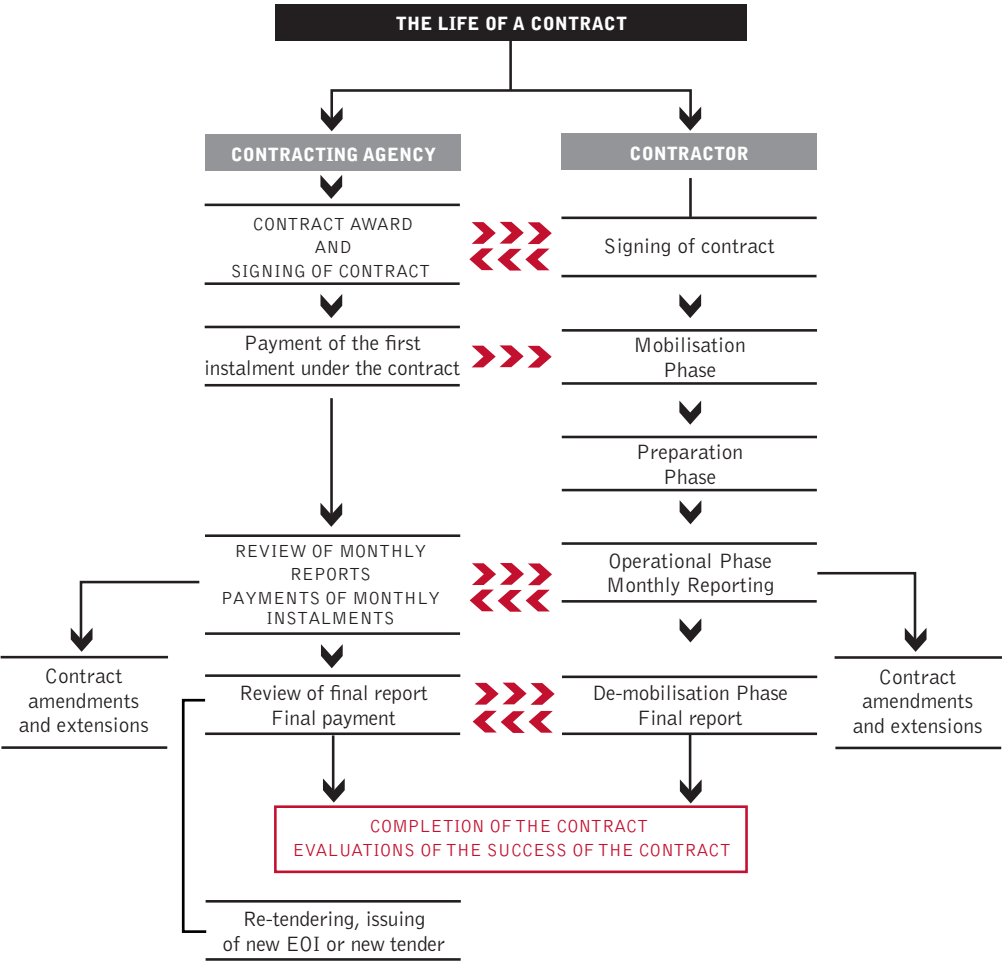 THE LIFE OF A CONTRACT
CONTRACTING AGENCY
CONTRACTOR
CONTRACT AWARD
AND
SIGNING OF CONTRACT
Signing of contract
Payment of the first
instalment under the contract
Mobilisation
Phase
Preparation
Phase
REVIEW OF MONTHLY
REPORTS
PAYMENTS OF MONTHLY
INSTALMENTS
Operational Phase
Monthly Reporting
Contract
amendments
and extensions
Review of final report
Final payment
De-mobilisation Phase
Final report
Contract
amendments
and extensions
COMPLETION OF THE CONTRACT
EVALUATIONS OF THE SUCCESS OF THE CONTRACT
Re-tendering, issuing
of new EOI or new tender